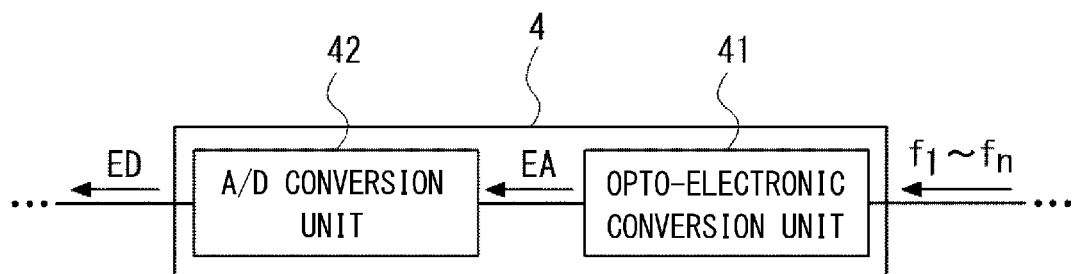 4
42
41
ED
A/D CONVERSION
UNIT
EA
OPTO-ELECTRONIC
CONVERSION UNIT
f1~fn
...
...